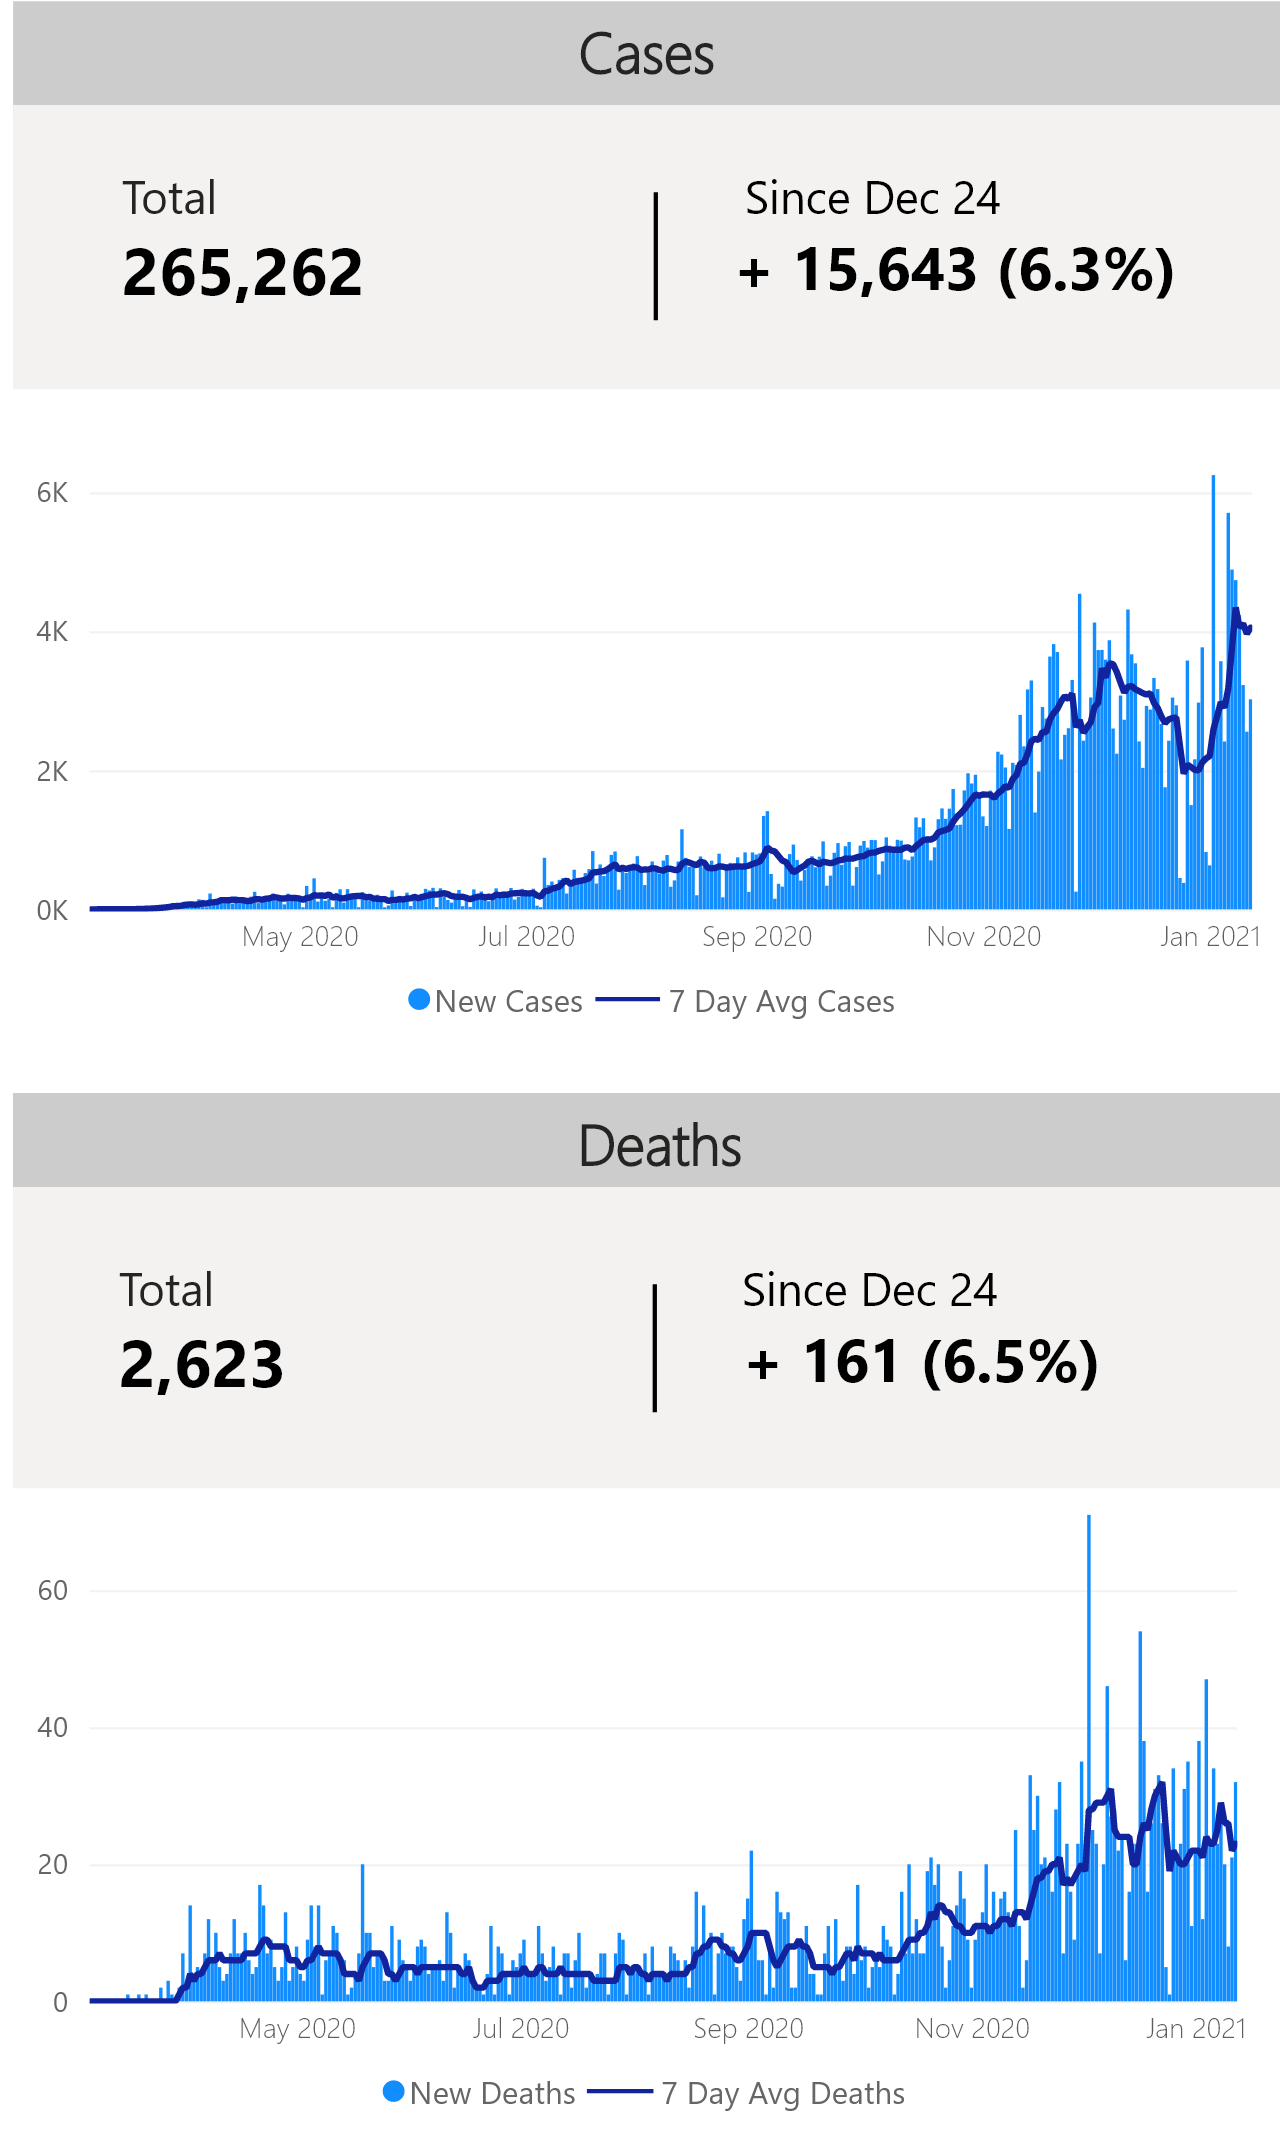 Cases
Total
Since Dec 24
265,262
+ 15,643 (6.3%)
6K
4K
2K
0K
May 2020
Jul 2020
Sep 2020
Nov 2020
Jan 2021
New Cases
7 Day Avg Cases
Deaths
Total
Since Dec 24
2,623
+ 161 (6.5%)
60
40
20
0
May 2020
Jul 2020
Sep 2020
Nov 2020
Jan 2021
New Deaths
7 Day Avg Deaths